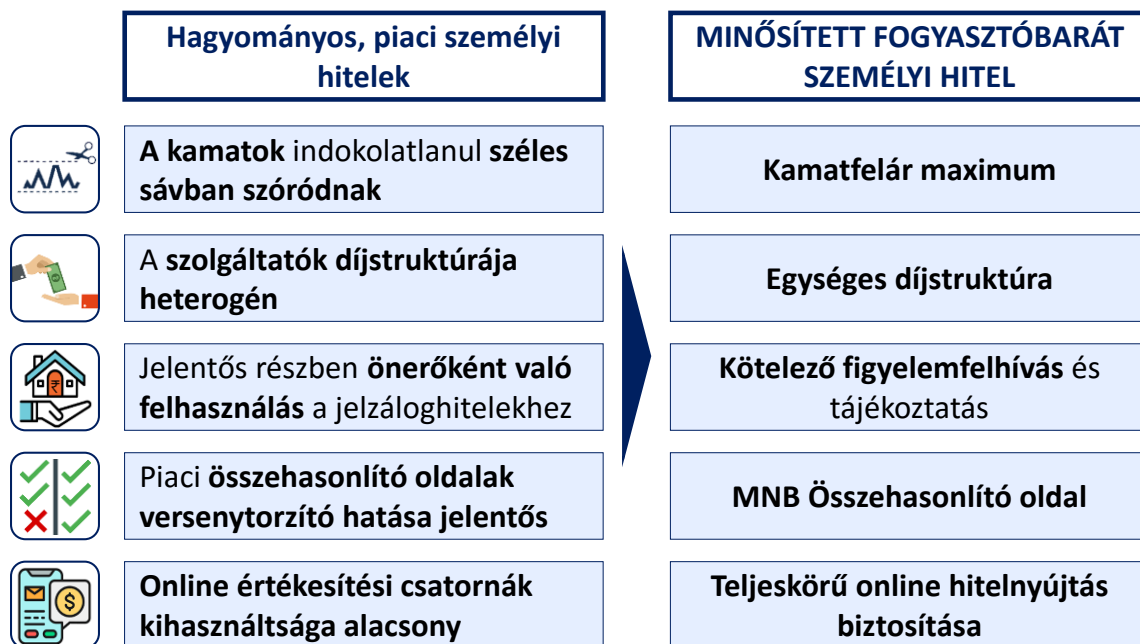 Hagyományos, piaci személyi
hitelek
MINŐSÍTETT FOGYASZTÓBARÁT
SZEMÉLYI HITEL
A kamatok indokolatlanul széles
sávban szóródnak
Kamatfelár maximum
A szolgáltatók díjstruktúrája
heterogén
Egységes díjstruktúra
Jelentős részben önerőként való
felhasználás a jelzáloghitelekhez
Kötelező figyelemfelhívás és
tájékoztatás
Piaci összehasonlító oldalak
versenytorzító hatása jelentős
MNB Összehasonlító oldal
Online értékesítési csatornák
kihasználtsága alacsony
Teljeskörű online hitelnyújtás
biztosítása